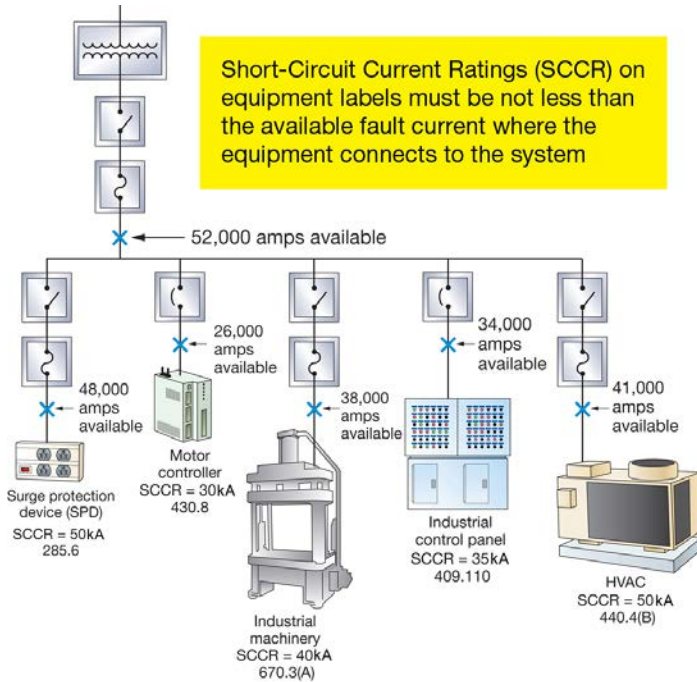 Short-Circuit Current Ratings (SCCR) on
equipment labels must be not less than
the available fault current where the
equipment connects to the system
52,000 amps available
48,000
amps
available
Surge protection
device (SPD)
SCCR = 50kA
285.6
26,000
amps
available
Motor
controller
SCCR = 30kA
430.8
38,000
amps
available
Industrial
machinery
SCCR = 40kA
670.3(A)
34,000
amps
available
Industrial
control panel
SCCR = 35kA
409.110
41,000
amps
available
HVAC
SCCR = 50kA
440.4(B)